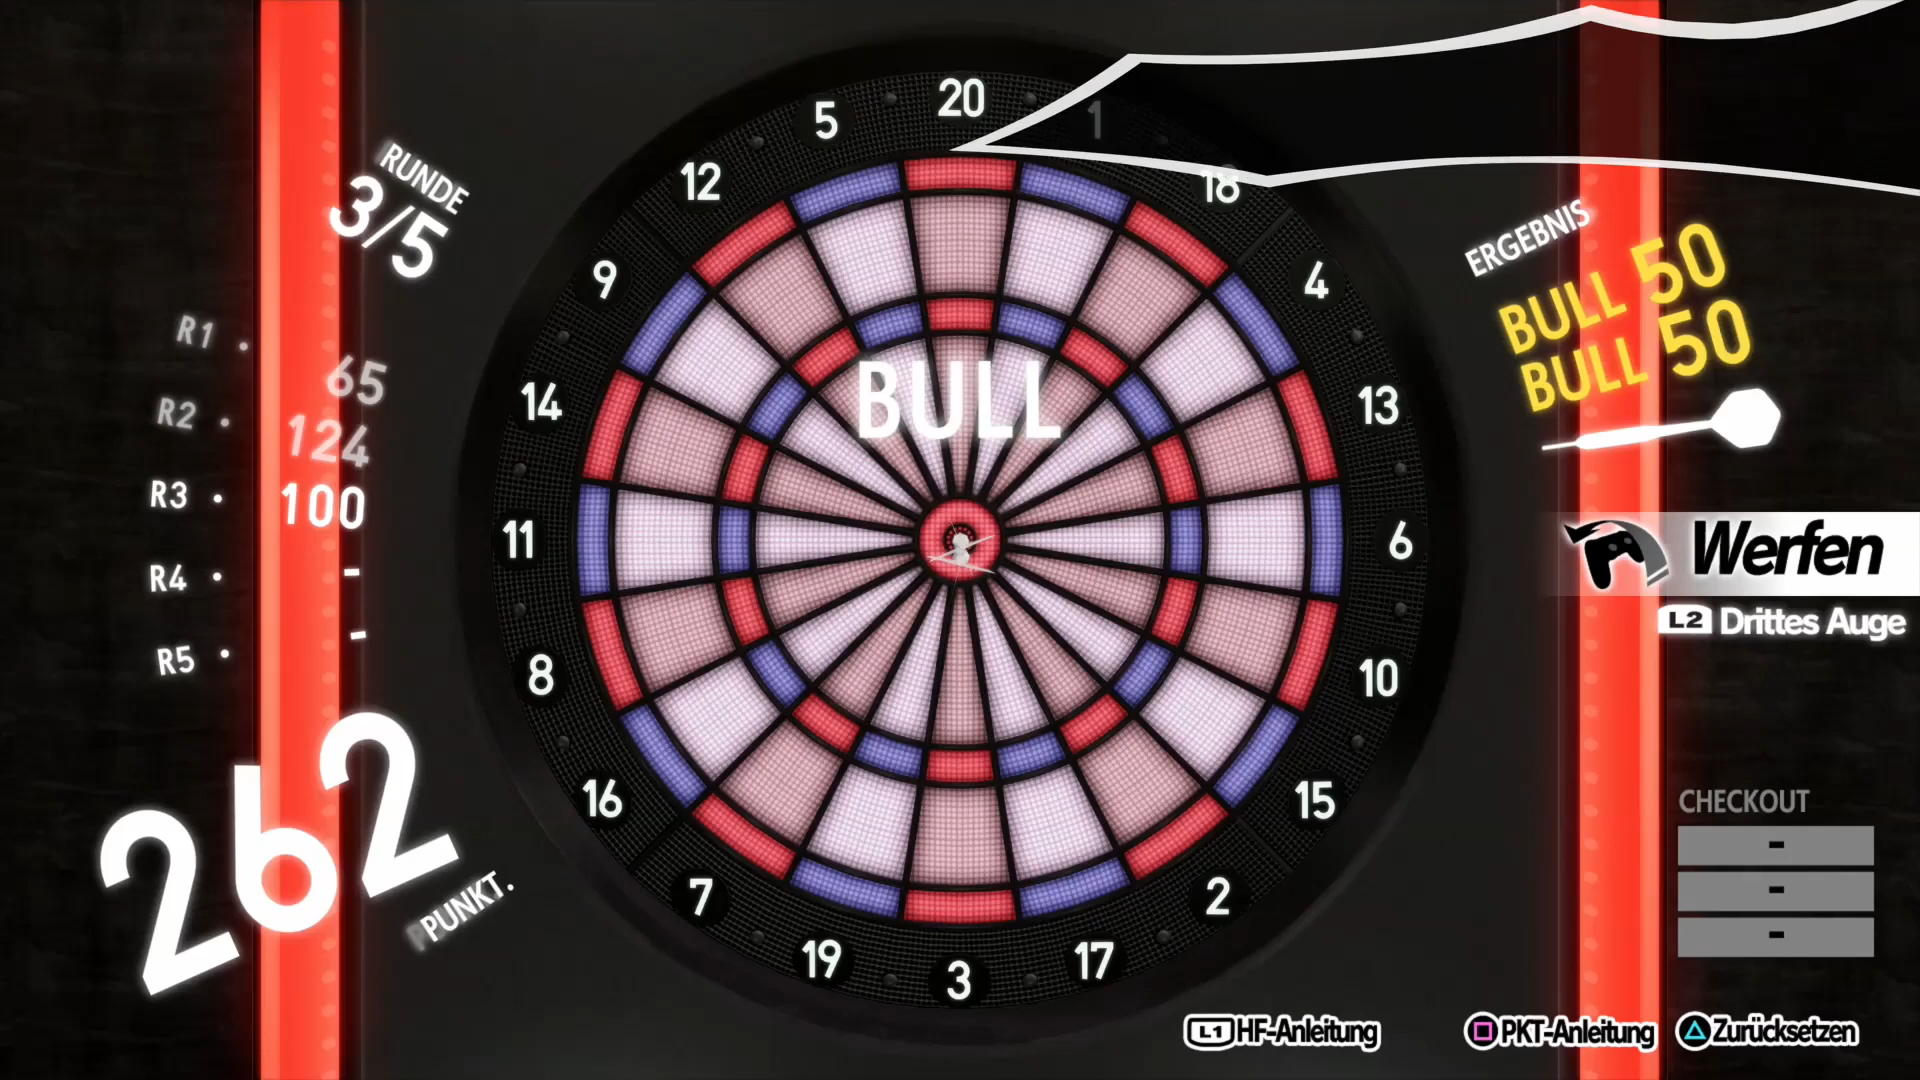 RUNDE
3/5
R1 . 65
R2 . 124
R3 . 100
R4 . -
R5 . -
262
PUNKT.
20
1
18
4
13
6
10
15
2
17
3
19
7
16
8
11
14
9
12
5
BULL
ERGEBNIS
BULL 50
BULL 50
Werfen
L2 Drittes Auge
CHECKOUT
-
-
-
L1 HF-Anleitung
PKT-Anleitung
Zurücksetzen